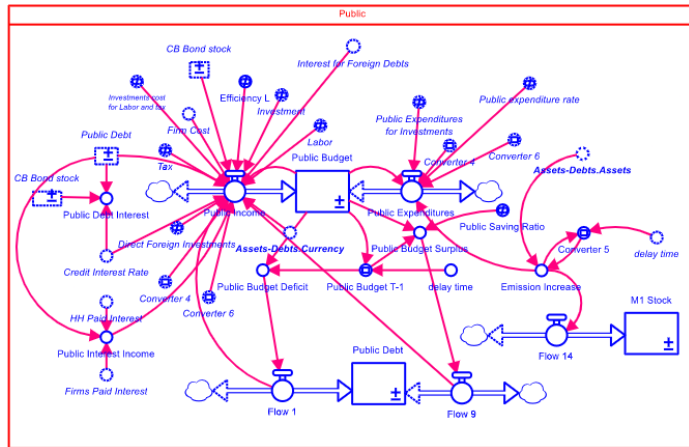 Public
CB Bond stock
Interest for Foreign Debts
Investments cost
for Labor and tax
Efficiency L
Investment
Firm Cost
Labor
Public Expenditures
for Investments
Public expenditure rate
Public Debt
Tax
Public Budget
Converter 4
Converter 6
Assets-Debts.Assets
CB Bond stock
Public Debt Interest
Public Income
Public Expenditures
Public Saving Ratio
Direct Foreign Investments
Assets-Debts.Currency
Public Budget Surplus
Converter 5
delay time
Credit Interest Rate
Converter 4
Public Budget Deficit
Public Budget T-1
delay time
Emission Increase
HH Paid Interest
Converter 6
M1 Stock
Public Interest Income
Public Debt
Flow 14
Firms Paid Interest
Flow 1
Flow 9